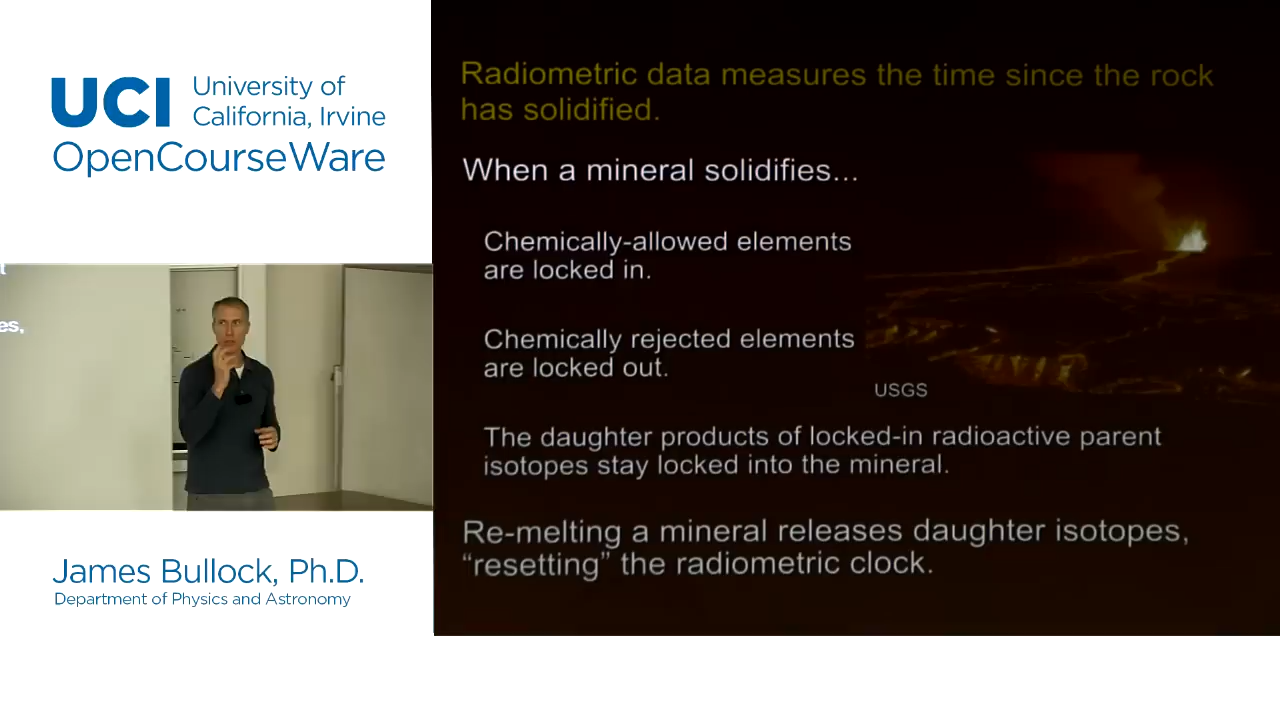 UCI University of
California, Irvine
OpenCourseWare
es,
James Bullock, Ph.D.
Department of Physics and Astronomy
Radiometric data measures the time since the rock
has solidified.
When a mineral solidifies...
Chemically-allowed elements
are locked in.
Chemically rejected elements
are locked out.
USGS
The daughter products of locked-in radioactive parent
isotopes stay locked into the mineral.
Re-melting a mineral releases daughter isotopes,
“resetting” the radiometric clock.